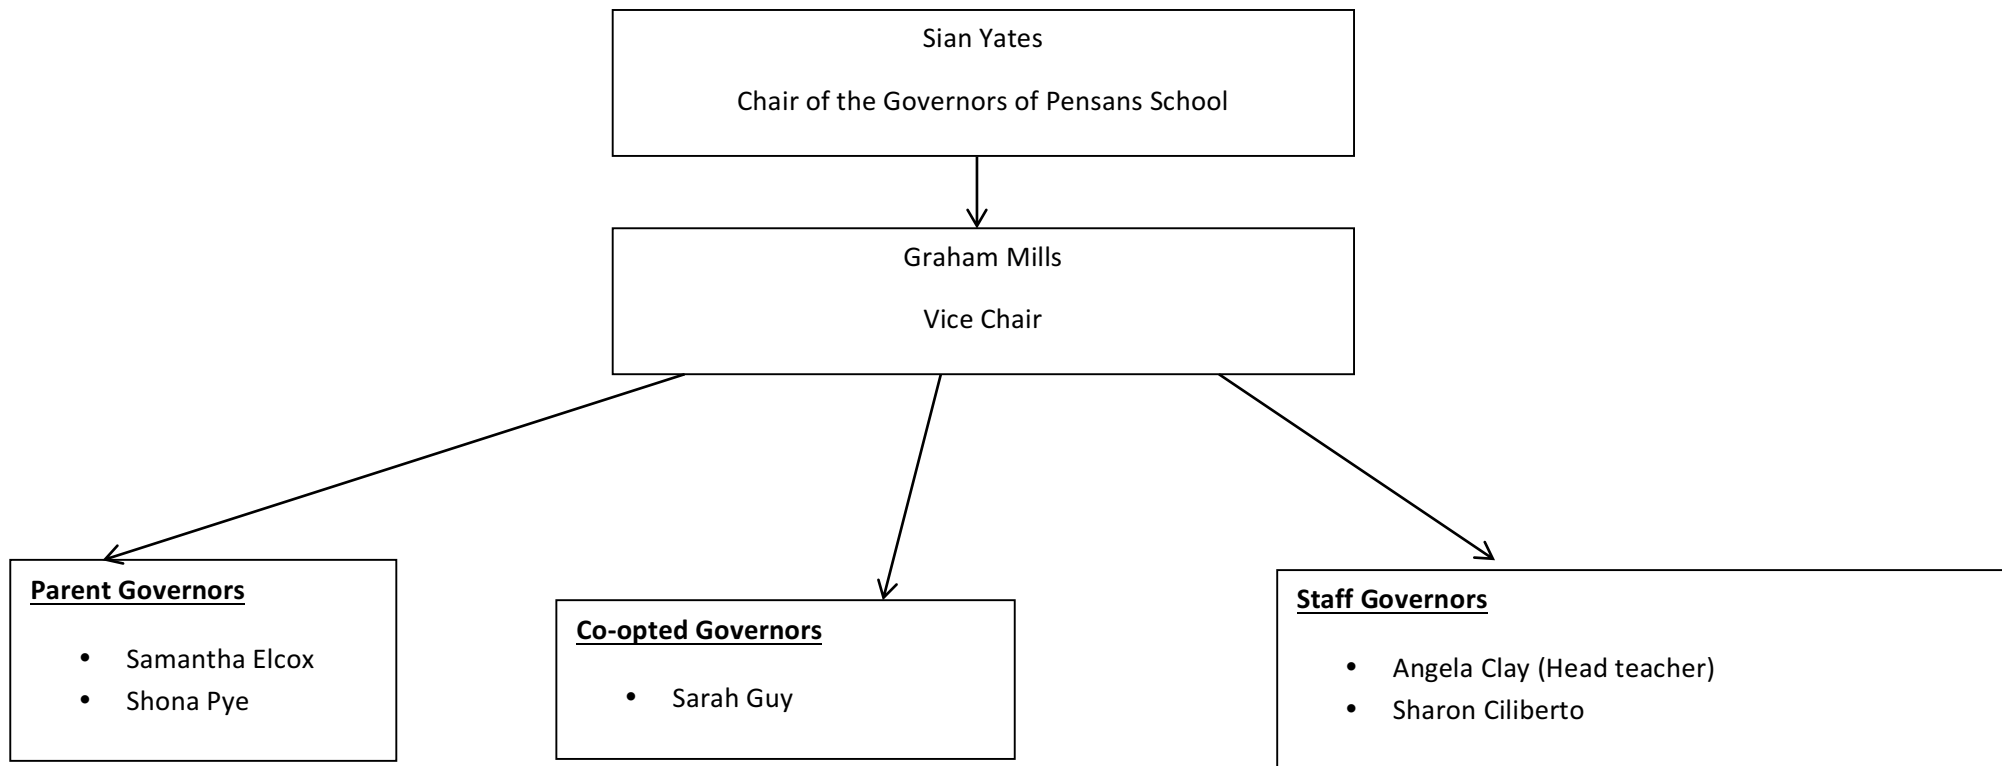 Sian Yates
Chair of the Governors of Pensans School
Graham Mills
Vice Chair
Parent Governors
• Samantha Elcox
• Shona Pye
Co-opted Governors
• Sarah Guy
Staff Governors
• Angela Clay (Head teacher)
• Sharon Ciliberto